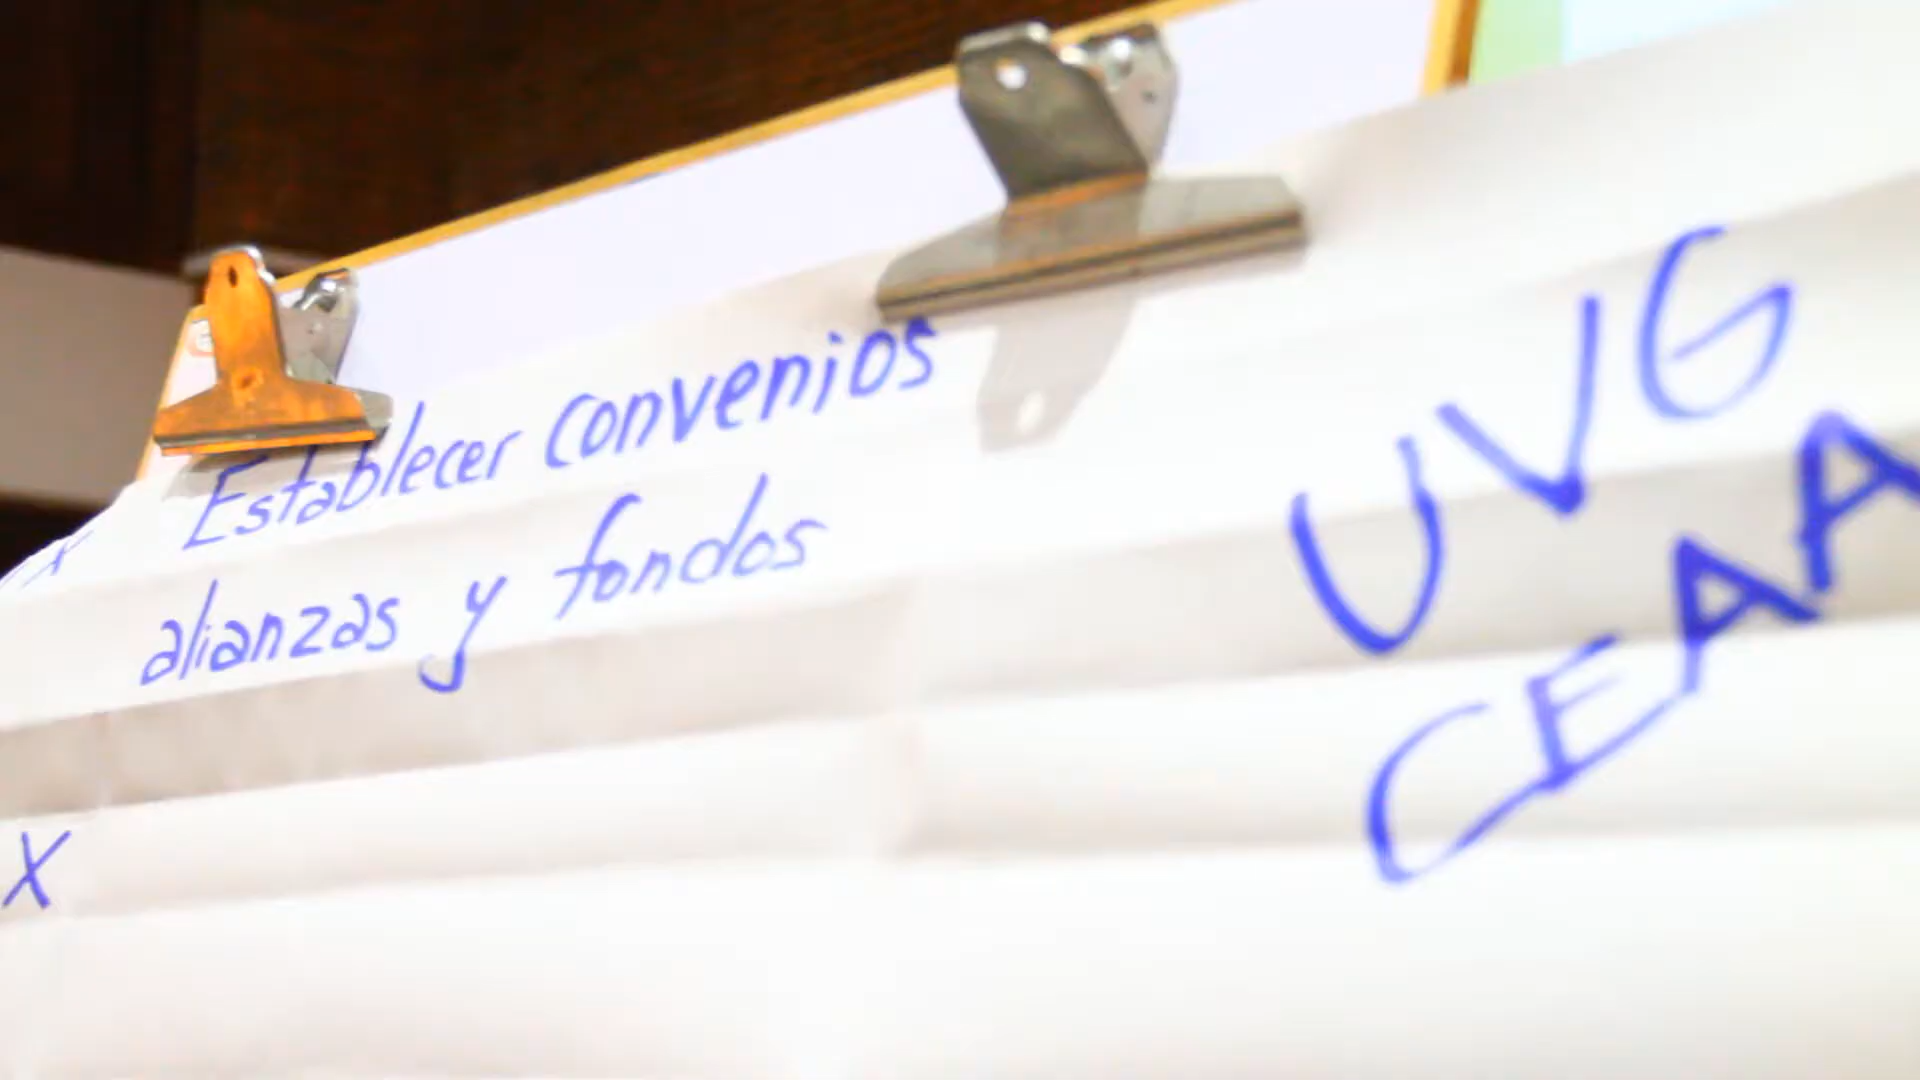 x Establecer convenios
alianzas y fondos
X
UVG
CEAA